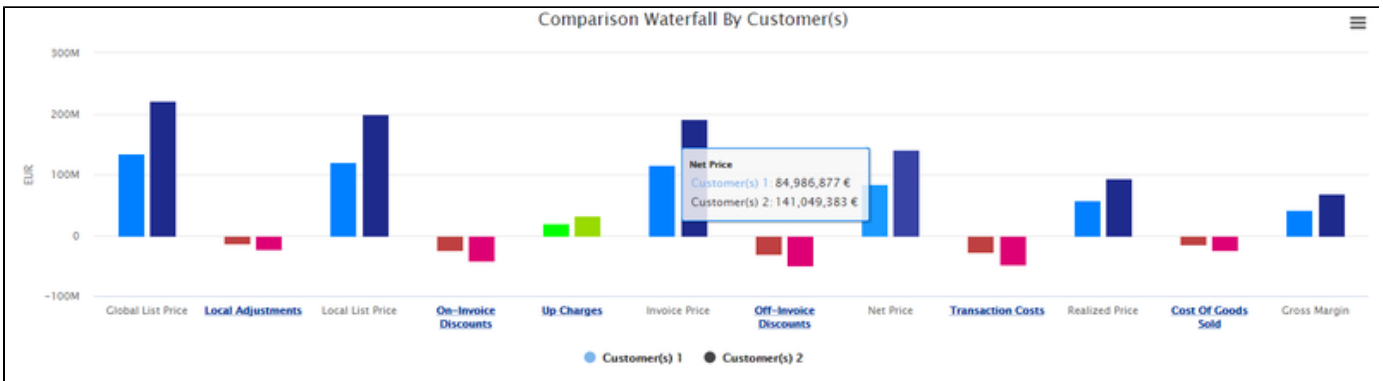 Comparison Waterfall By Customer(s)
300M
200M
100M
0
-100M
EUR
Net Price
Customer(s) 1: 84,986,877 €
Customer(s) 2: 141,049,383 €
Global List Price
Local Adjustments
Local List Price
On-Invoice
Discounts
Up Charges
Invoice Price
Off-Invoice
Discounts
Net Price
Transaction Costs
Realized Price
Cost Of Goods
Sold
Gross Margin
Customer(s) 1
Customer(s) 2